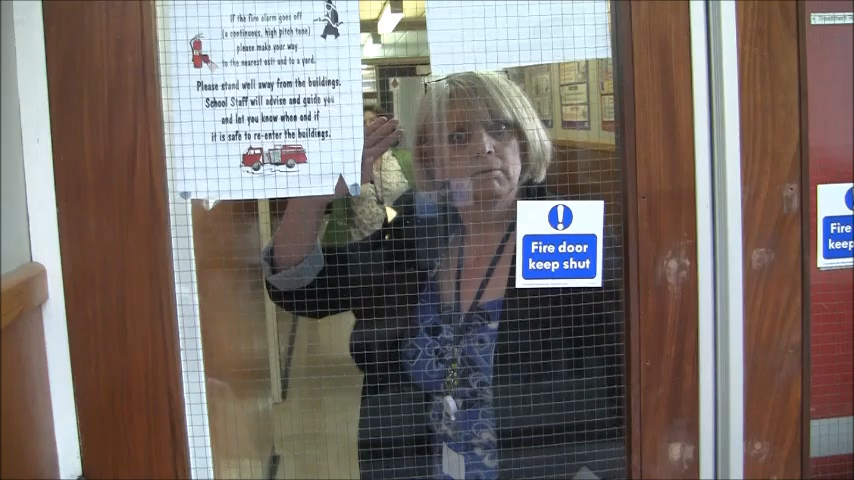 If the fire alarm goes off
(a continuous, high pitch tone)
please make your way
to the nearest exit and to a yard.
Please stand well away from the buildings.
School Staff will advise and guide you
and let you know when and if
it is safe to re-enter the buildings.
Fire door
keep shut
Fire
keep